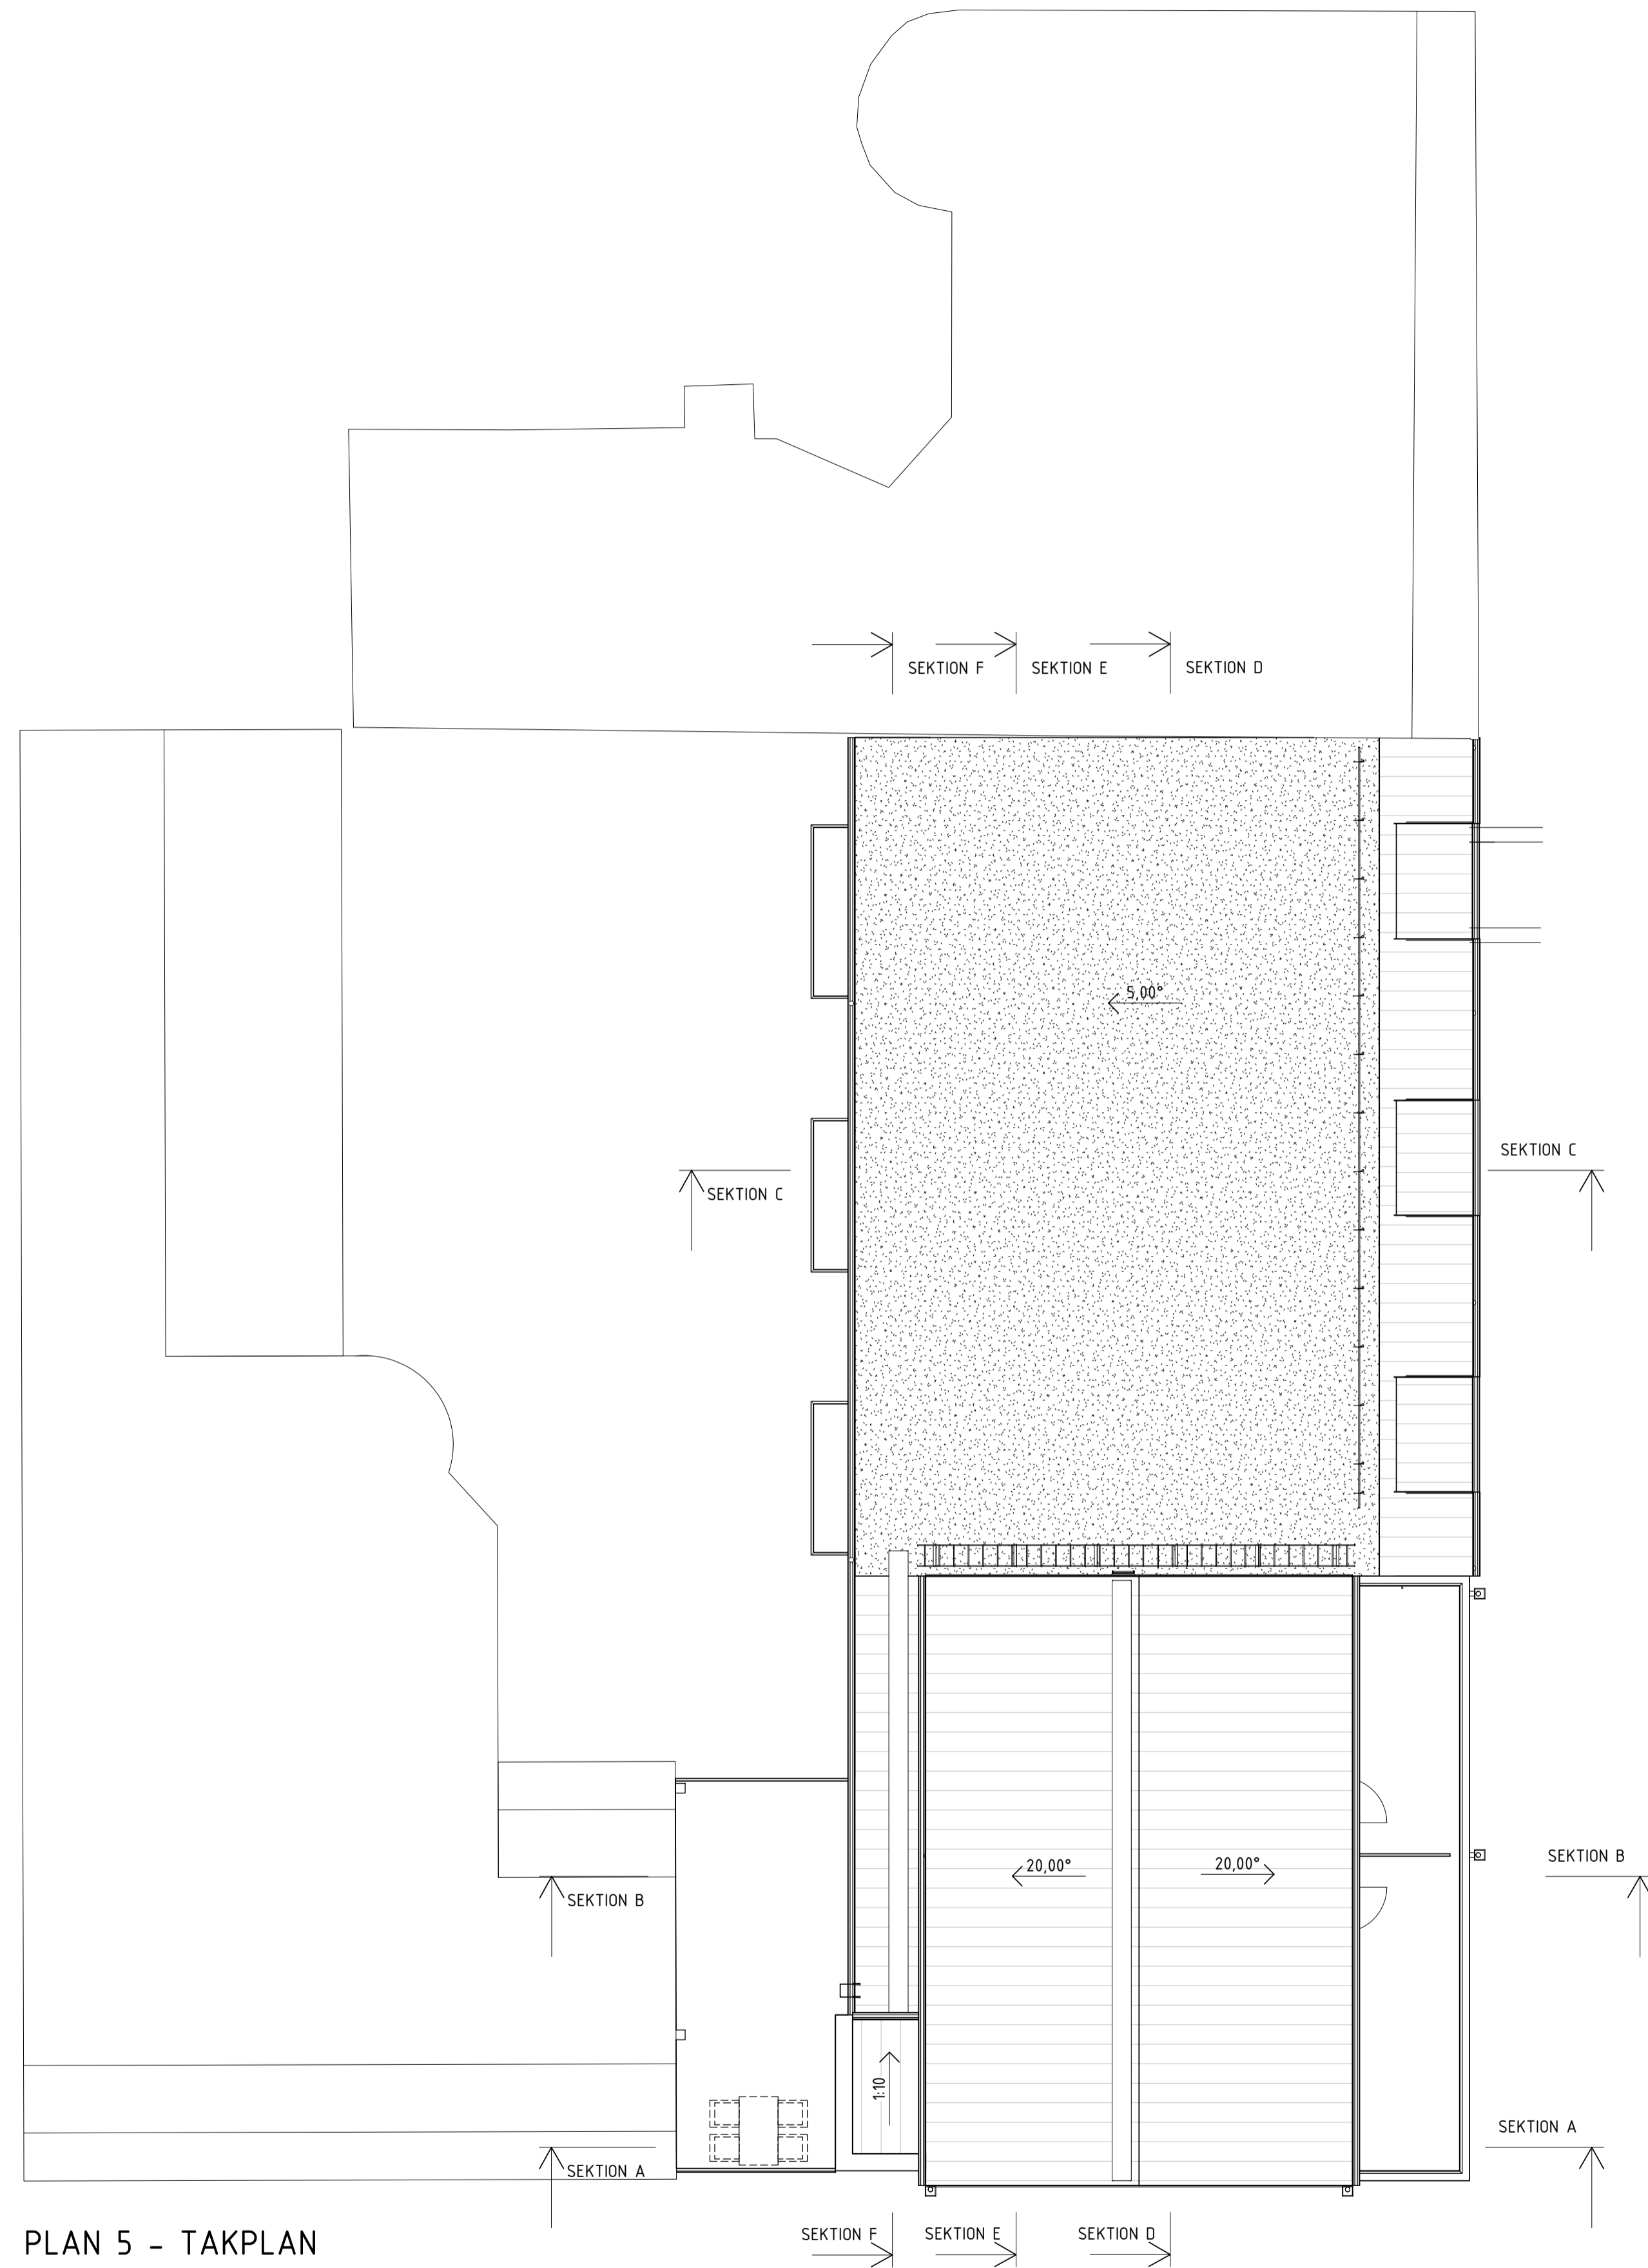 SEKTION F SEKTION E SEKTION D
5,00°
SEKTION C
SEKTION C
20,00° 20,00°
SEKTION B
SEKTION B
1:10
SEKTION A
SEKTION A
SEKTION F SEKTION E SEKTION D
PLAN 5 - TAKPLAN